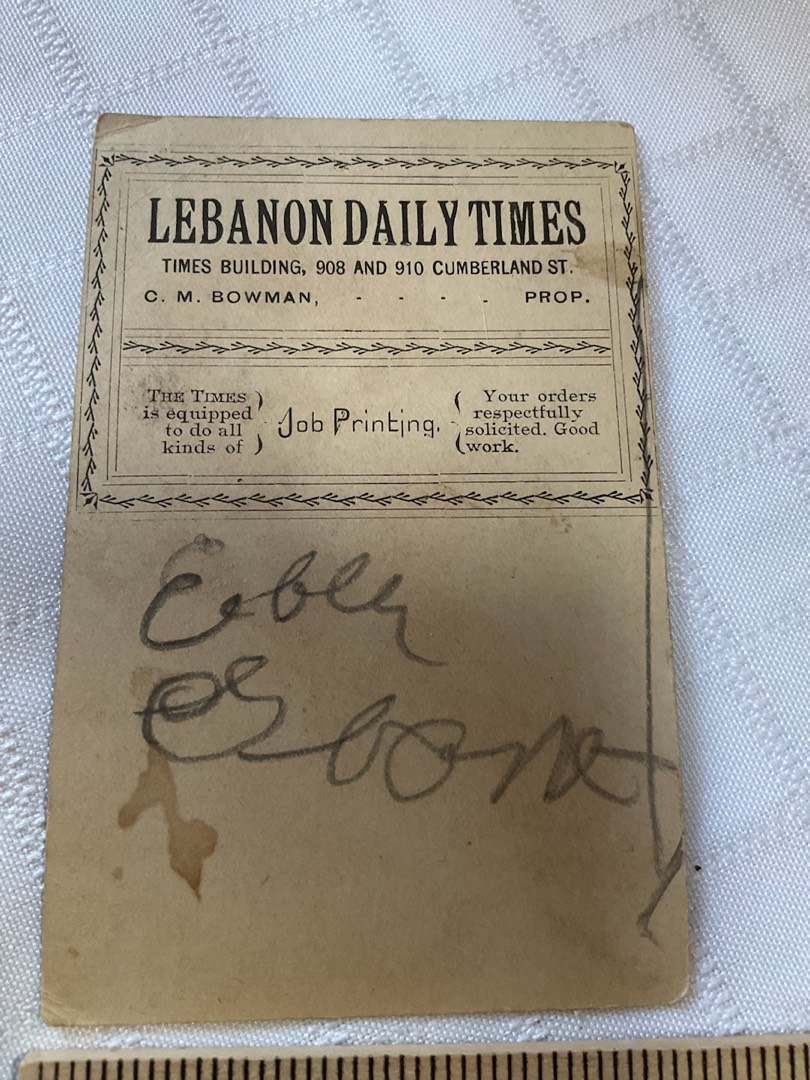 LEBANON DAILY TIMES
TIMES BUILDING, 908 AND 910 CUMBERLAND ST.
C. M. BOWMAN, - - - - PROP.
THE TIMES is equipped to do all kinds of
Job Printing.
Your orders respectfully solicited. Good work.